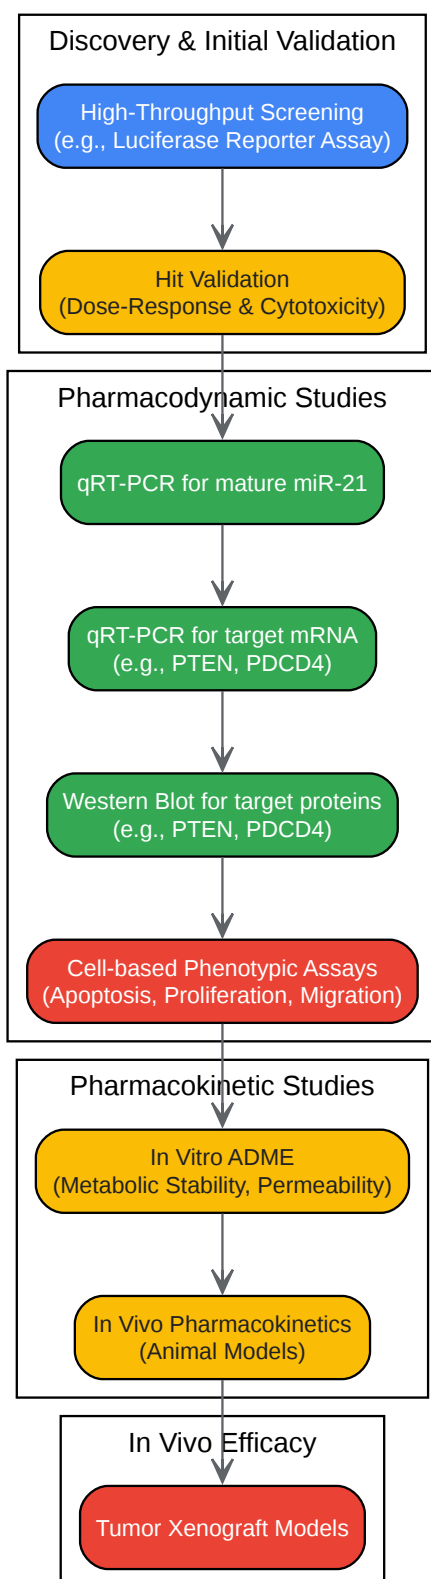 Discovery & Initial Validation
High-Throughput Screening
(e.g., Luciferase Reporter Assay)
Hit Validation
(Dose-Response & Cytotoxicity)
Pharmacodynamic Studies
qRT-PCR for mature miR-21
qRT-PCR for target mRNA
(e.g., PTEN, PDCD4)
Western Blot for target proteins
(e.g., PTEN, PDCD4)
Cell-based Phenotypic Assays
(Apoptosis, Proliferation, Migration)
Pharmacokinetic Studies
In Vitro ADME
(Metabolic Stability, Permeability)
In Vivo Pharmacokinetics
(Animal Models)
In Vivo Efficacy
Tumor Xenograft Models